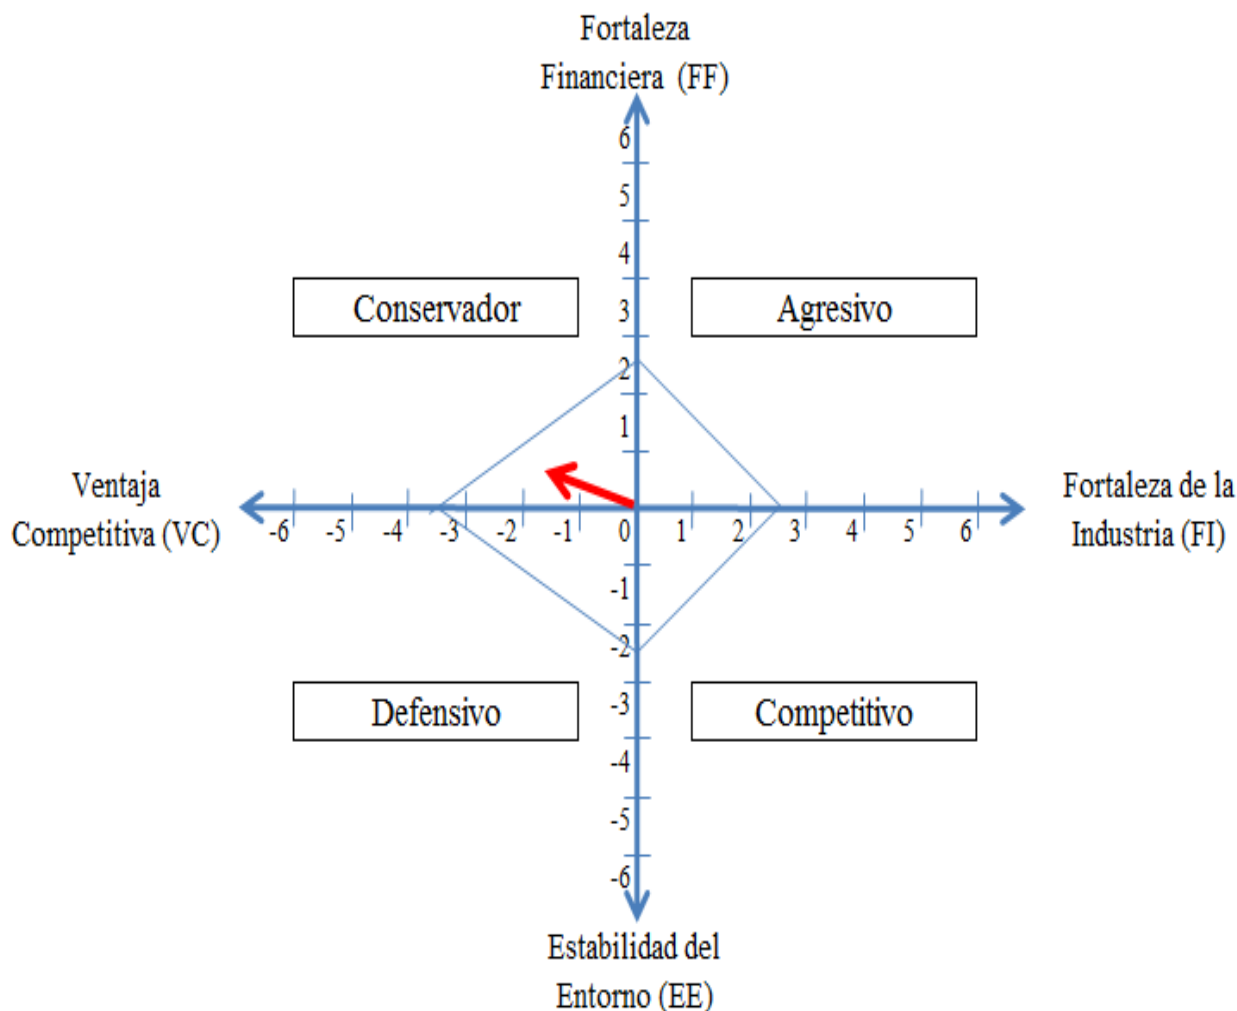 Fortaleza
Financiera (FF)
6
5
4
Conservador
Agresivo
3
2
1
Ventaja
Competitiva (VC)
-6 -5 -4 -3 -2 -1 0 1 2 3 4 5 6
Fortaleza de la
Industria (FI)
-1
-2
Defensivo
Competitivo
-3
-4
-5
-6
Estabilidad del
Entorno (EE)